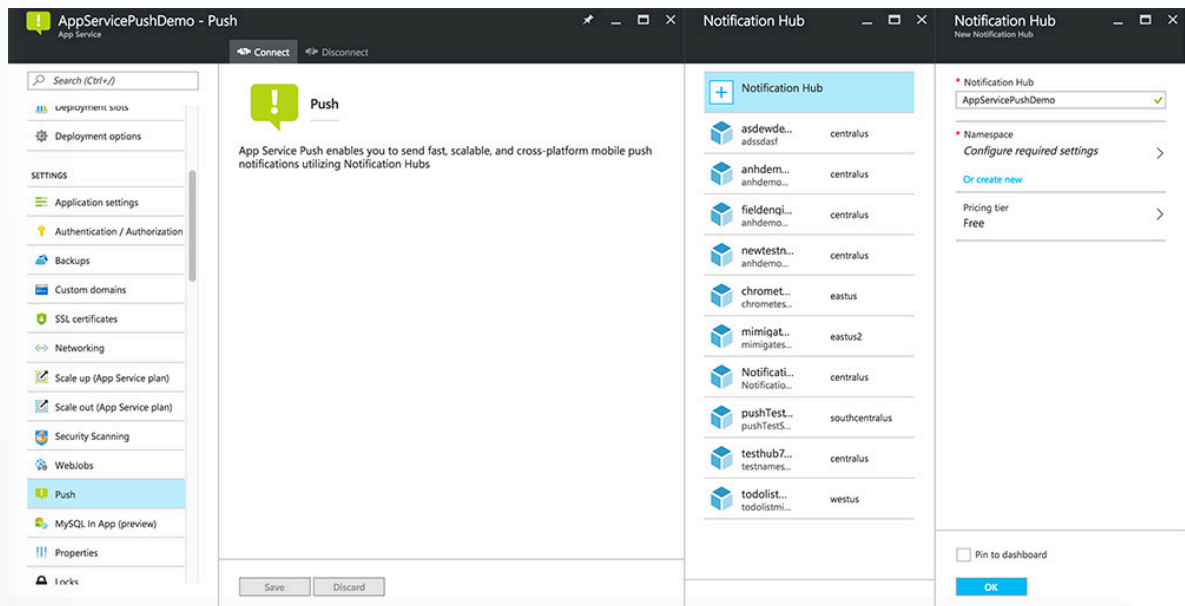 AppServicePushDemo - Push
App Service
Connect
Disconnect
Search (Ctrl+/)
Deployment slots
Deployment options
SETTINGS
Application settings
Authentication / Authorization
Backups
Custom domains
SSL certificates
Networking
Scale up (App Service plan)
Scale out (App Service plan)
Security Scanning
WebJobs
Push
MySQL In App (preview)
Properties
Locks
Push
App Service Push enables you to send fast, scalable, and cross-platform mobile push
notifications utilizing Notification Hubs
Save
Discard
Notification Hub
Notification Hub
asdewde...
adssdasf
centralus
anhdem...
anhdemo...
centralus
fieldenqi...
anhdemo...
centralus
newtestn...
anhdemo...
centralus
chromet...
chrometes...
eastus
mimigat...
mimigates...
eastus2
Notificati...
Notificatio...
centralus
pushTest...
pushTestS...
southcentralus
testhub7...
testnames...
centralus
todolist...
todolistmi...
westus
Notification Hub
New Notification Hub
* Notification Hub
AppServicePushDemo
* Namespace
Configure required settings
Or create new
Pricing tier
Free
Pin to dashboard
OK